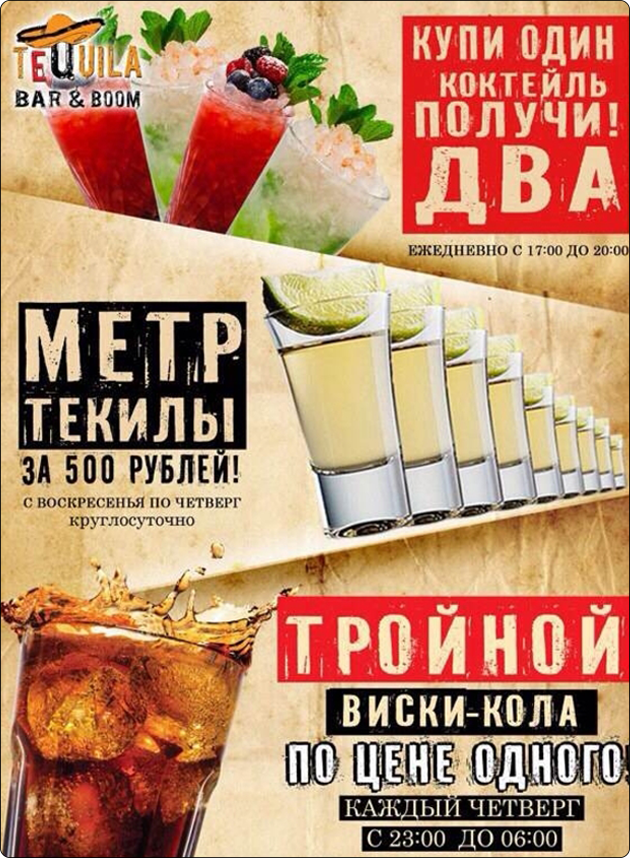 TEQUILA
BAR & BOOM
КУПИ ОДИН
КОКТЕЙЛЬ
ПОЛУЧИ!
ДВА
ЕЖЕДНЕВНО С 17:00 ДО 20:00
МЕТР
ТЕКИЛЫ
ЗА 500 РУБЛЕЙ!
С ВОСКРЕСЕНЬЯ ПО ЧЕТВЕРГ
круглосуточно
ТРОЙНОЙ
ВИСКИ-КОЛА
ПО ЦЕНЕ ОДНОГО!
КАЖДЫЙ ЧЕТВЕРГ
С 23:00 ДО 06:00